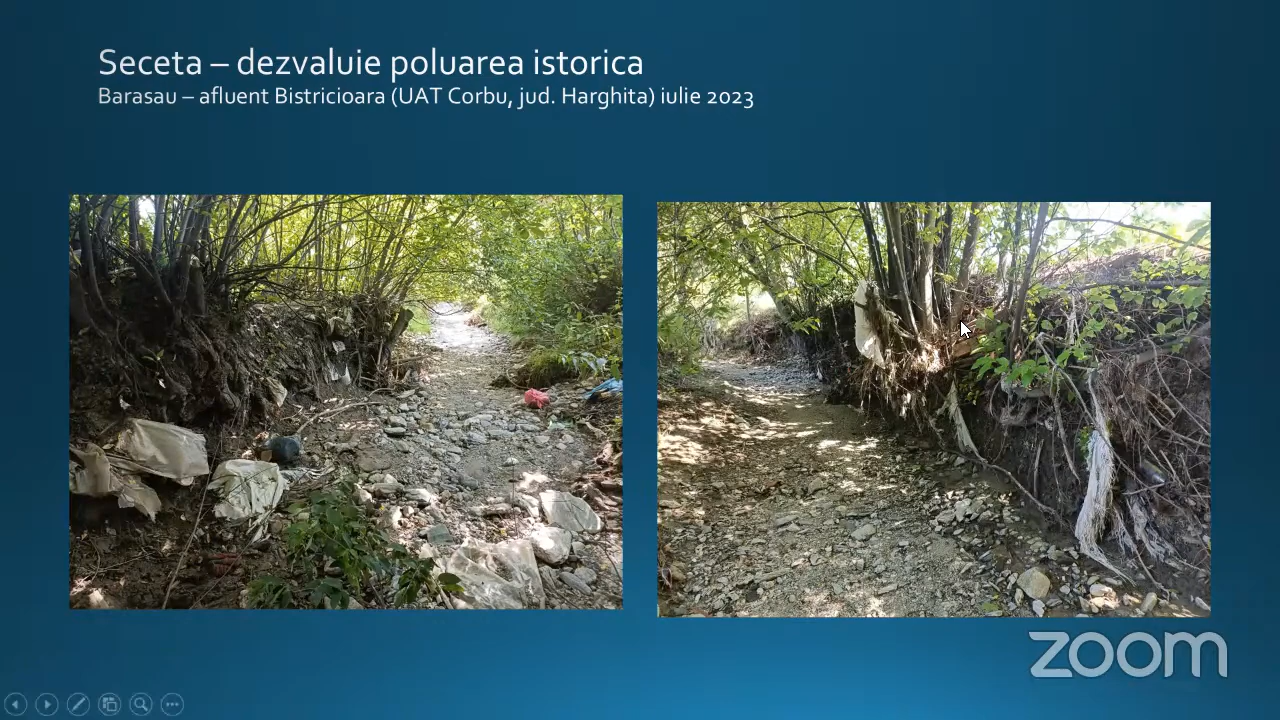 Seceta – dezvaluie poluarea istorica
Barasau – afluent Bistricioara (UAT Corbu, jud. Harghita) iulie 2023
zoom